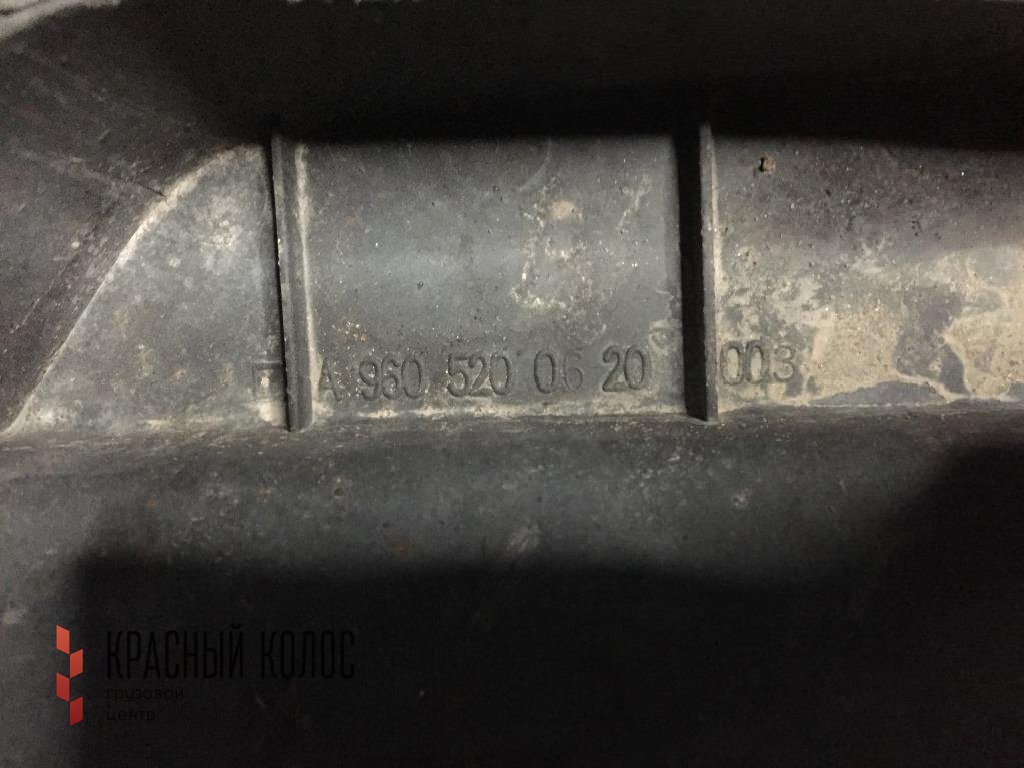 A 960 520 06 20 003
КРАСНЫЙ КОЛОС
грузовой
центр